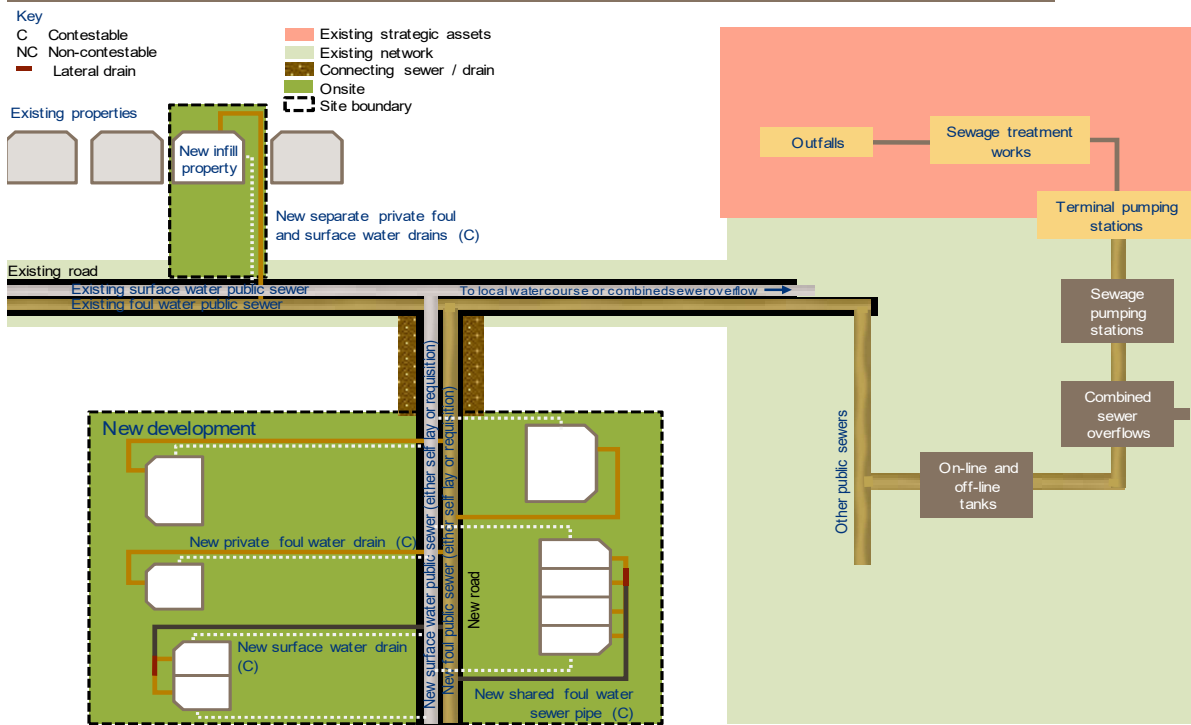 Key
C Contestable
NC Non-contestable
Lateral drain
Existing strategic assets
Existing network
Connecting sewer / drain
Onsite
Site boundary
Existing properties
New infill
property
New separate private foul
and surface water drains (C)
Outfalls
Sewage treatment
works
Terminal pumping
stations
Existing road
Existing surface water public sewer
Existing foul water public sewer
To local watercourse or combined sewer overflow
Sewage
pumping
stations
Combined
sewer
overflows
On-line and
off-line
tanks
Other public sewers
New development
New surface water public sewer (either self lay or requisition)
New foul public sewer (either self lay or requisition)
New road
New private foul water drain (C)
New surface water drain
(C)
New shared foul water
sewer pipe (C)